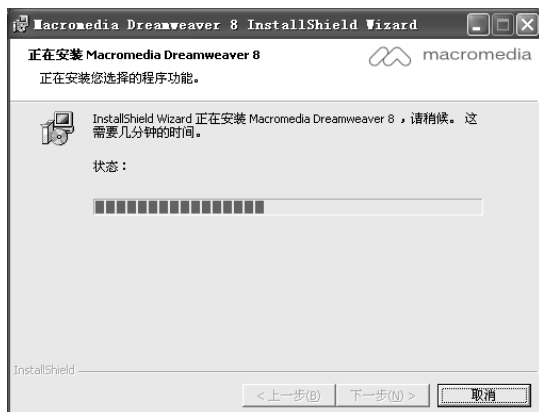 Macromedia Dreamweaver 8 InstallShield Wizard
正在安装 Macromedia Dreamweaver 8
macromedia
正在安装您选择的程序功能。
InstallShield Wizard 正在安装 Macromedia Dreamweaver 8 ，请稍候。 这
需要几分钟的时间。
状态：
InstallShield
< 上一步(B)
下一步(N) >
取消